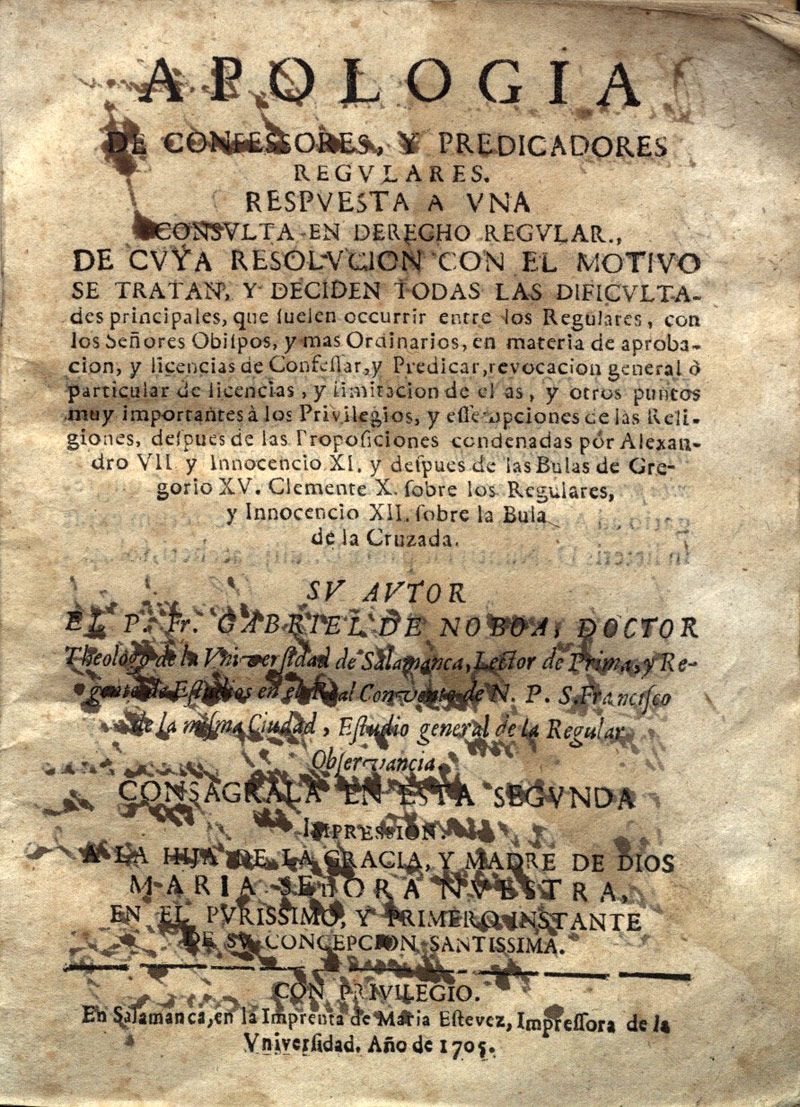 APOLOGIA
DE CONFESSORES, Y PREDICADORES
REGVLARES.
RESPVESTA A VNA
CONSVLTA EN DERECHO REGVLAR.,
DE CVYA RESOLVCION CON EL MOTIVO
SE TRATAN, Y DECIDEN TODAS LAS DIFICVLTA-
des principales, que ſuelen occurrir entre los Regulares, con
los Señores Obiſpos, y mas Ordinarios, en materia de aproba-
cion, y licencias de Confeſſar,y Predicar,revocacion general ò
particular de licencias, y limitacion de el as, y otros puntos
muy importantes à los Privilegios, y eſſempciones de las Reli-
giones, deſpues de las Propoſiciones condenadas por Alexan-
dro VII y Innocencio XI. y deſpues de las Bulas de Gre-
gorio XV. Clemente X. ſobre los Regulares,
y Innocencio XII. ſobre la Bula
de la Cruzada.
SV AVTOR
EL P. Fr. GABRIEL DE NOBOA, DOCTOR
Theologo de la Vniverſidad de Salamanca, Lector de Prima, y Re-
gente de Eſtudios en el Real Convento de N. P. S. Franciſco
de la miſma Ciudad, Eſtudio general de la Regular
Obſervancia.
CONSAGRALA EN ESTA SEGVNDA
IMPRESSION.
A LA HIJA DE LA GRACIA, Y MADRE DE DIOS
MARIA SEÑORA NVESTRA,
EN EL PVRISSIMO, Y PRIMERO INSTANTE
DE SV CONCEPCION SANTISSIMA.
CON PRIVILEGIO.
En Salamanca,en la Imprenta de Maria Eſtevez, Impreſſora de la
Vniverſidad. Año de 1705.